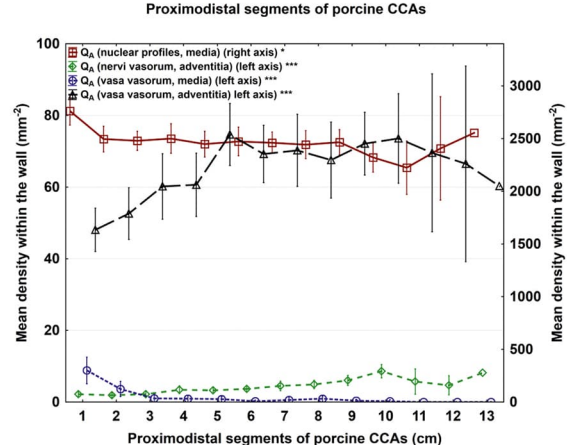 Proximodistal segments of porcine CCAs
Q_A (nuclear profiles, media) (right axis) *
Q_A (nervi vasorum, adventitia) (left axis) ***
Q_A (vasa vasorum, media) (left axis) ***
Q_A (vasa vasorum, adventitia) left axis) ***
Mean density within the wall (mm-2)
100
80
60
40
20
0
3000
2500
2000
1500
1000
500
0
Mean density within the wall (mm-2)
1 2 3 4 5 6 7 8 9 10 11 12 13
Proximodistal segments of porcine CCAs (cm)